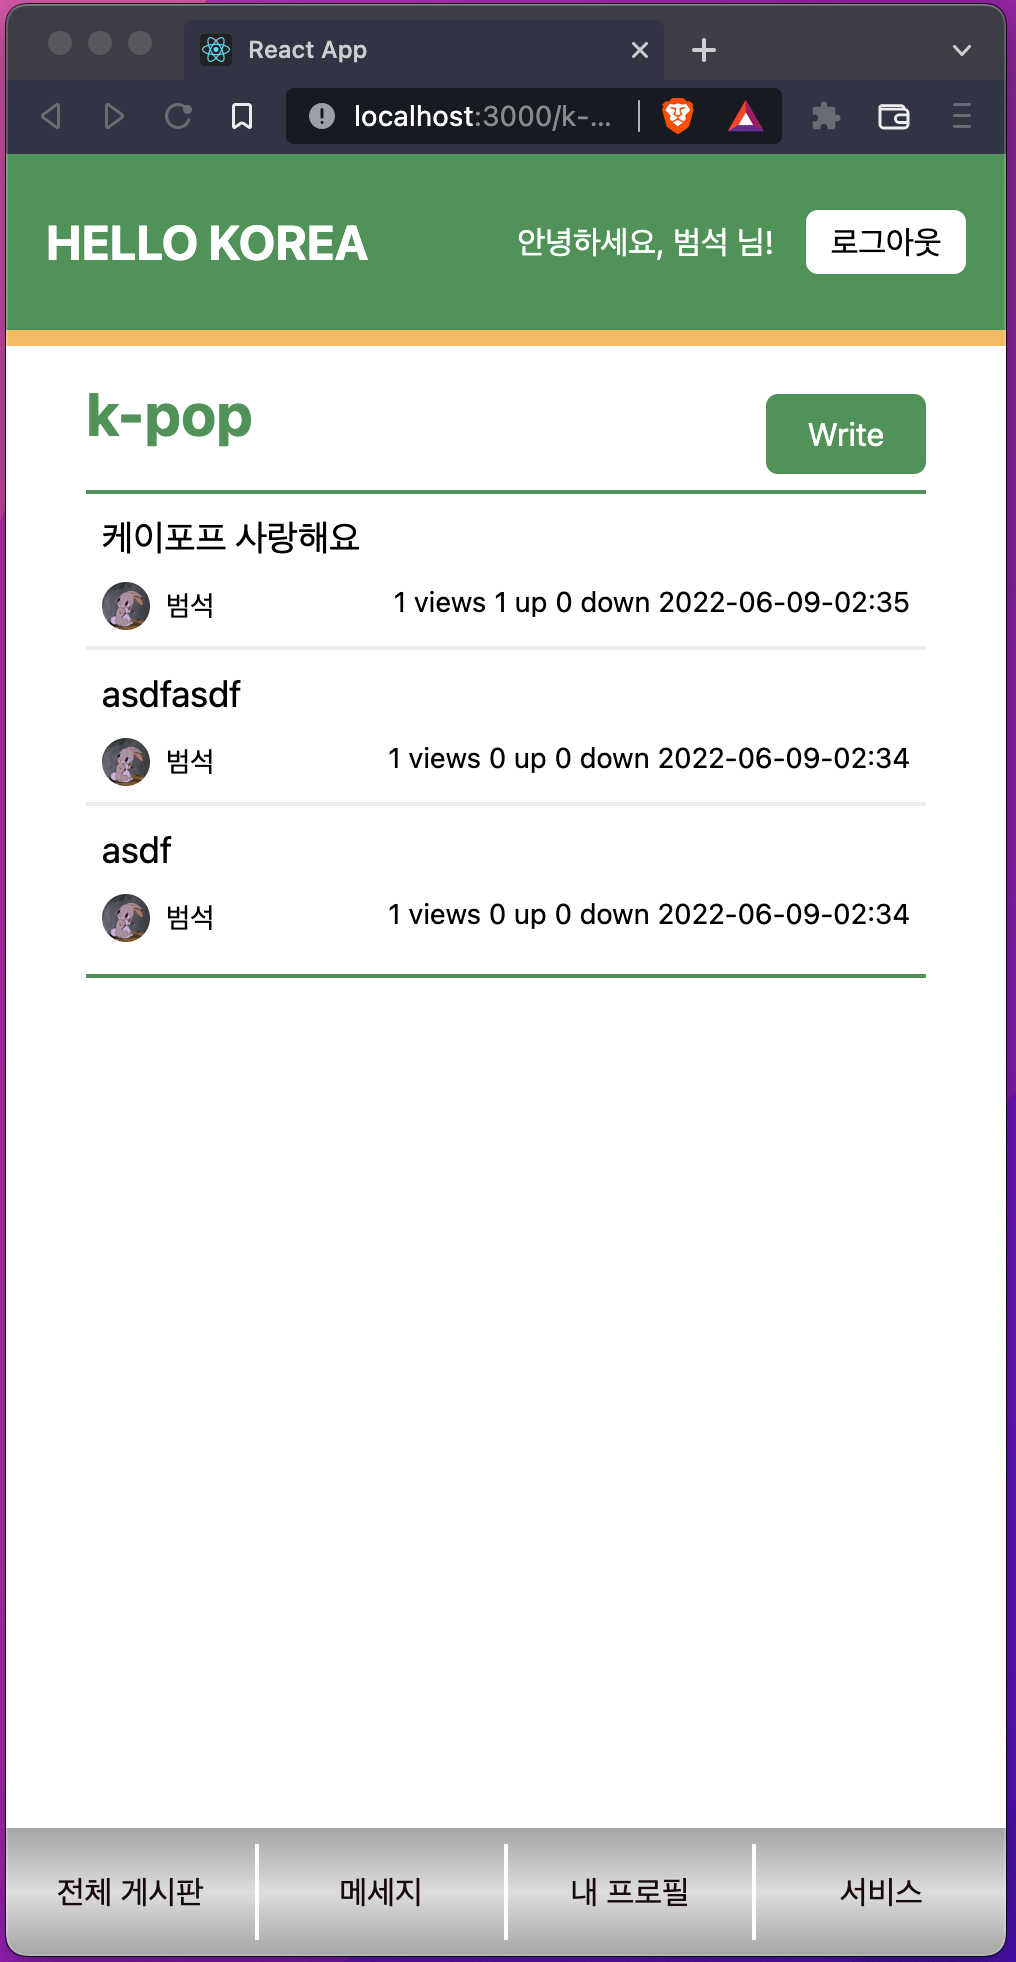 React App
localhost:3000/k-...
HELLO KOREA
안녕하세요, 범석 님!
로그아웃
k-pop
Write
케이포프 사랑해요
범석
1 views 1 up 0 down 2022-06-09-02:35
asdfasdf
범석
1 views 0 up 0 down 2022-06-09-02:34
asdf
범석
1 views 0 up 0 down 2022-06-09-02:34
전체 게시판
메세지
내 프로필
서비스